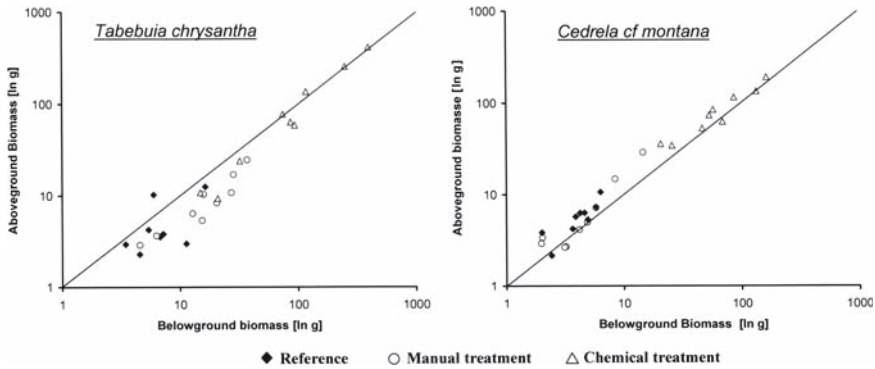 Tabebuia chrysantha
Aboveground Biomass [ln g]
1000
100
10
1
1
10
100
1000
Belowground biomass [ln g]
Cedrela cf montana
Aboveground biomasse [ln g]
1000
100
10
1
1
10
100
1000
Belowground Biomass [ln g]
Reference
Manual treatment
Chemical treatment